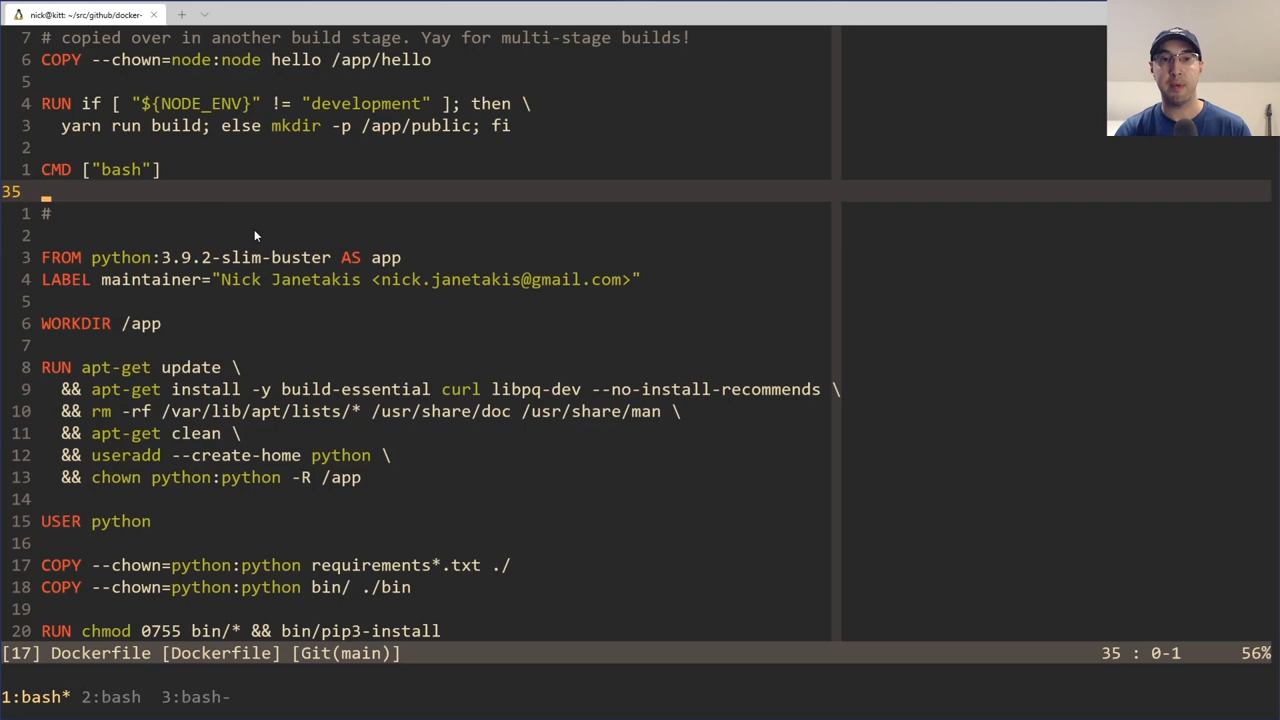 nick@kitt: ~/src/github/docker-
7 # copied over in another build stage. Yay for multi-stage builds!
6 COPY --chown=node:node hello /app/hello
5
4 RUN if [ "${NODE_ENV}" != "development" ]; then \
3 yarn run build; else mkdir -p /app/public; fi
2
1 CMD ["bash"]
35
1 #
2
3 FROM python:3.9.2-slim-buster AS app
4 LABEL maintainer="Nick Janetakis <nick.janetakis@gmail.com>"
5
6 WORKDIR /app
7
8 RUN apt-get update \
9 && apt-get install -y build-essential curl libpq-dev --no-install-recommends \
10 && rm -rf /var/lib/apt/lists/* /usr/share/doc /usr/share/man \
11 && apt-get clean \
12 && useradd --create-home python \
13 && chown python:python -R /app
14
15 USER python
16
17 COPY --chown=python:python requirements*.txt ./
18 COPY --chown=python:python bin/ ./bin
19
20 RUN chmod 0755 bin/* && bin/pip3-install
[17] Dockerfile [Dockerfile] [Git(main)] 35 : 0-1 56%
1:bash* 2:bash 3:bash-